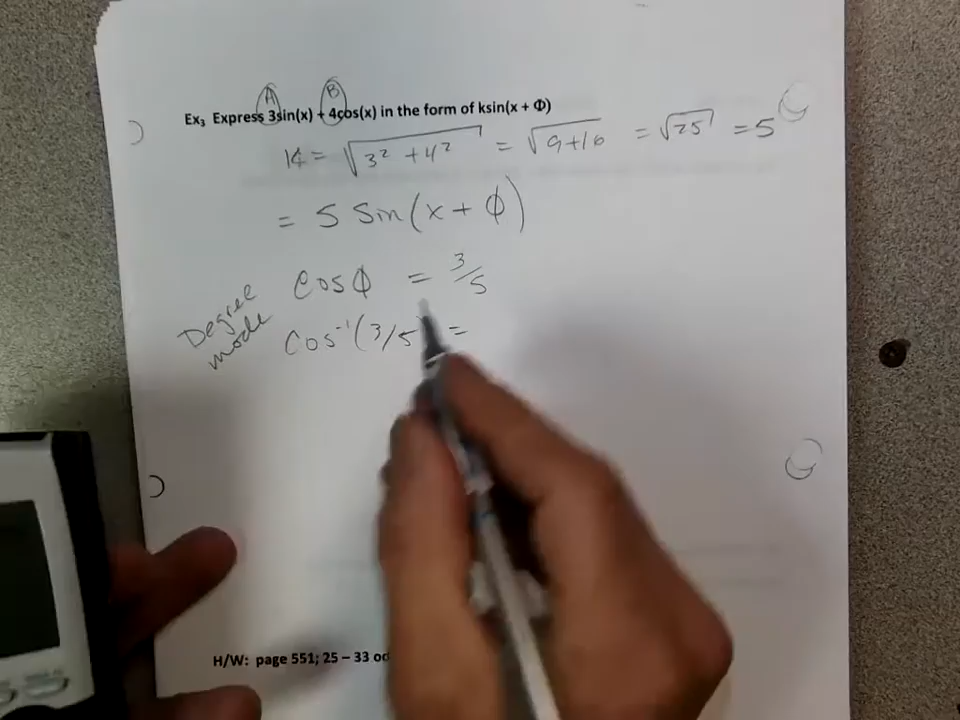 Ex₃ Express 3sin(x) + 4cos(x) in the form of ksin(x + Φ)
A B
K = √3² + 4² = √9+16 = √25 = 5
= 5 Sin(x + ϕ)
Cosϕ = 3/5
Degree mode
Cos⁻¹(3/5 =
H/W: page 551; 25 – 33